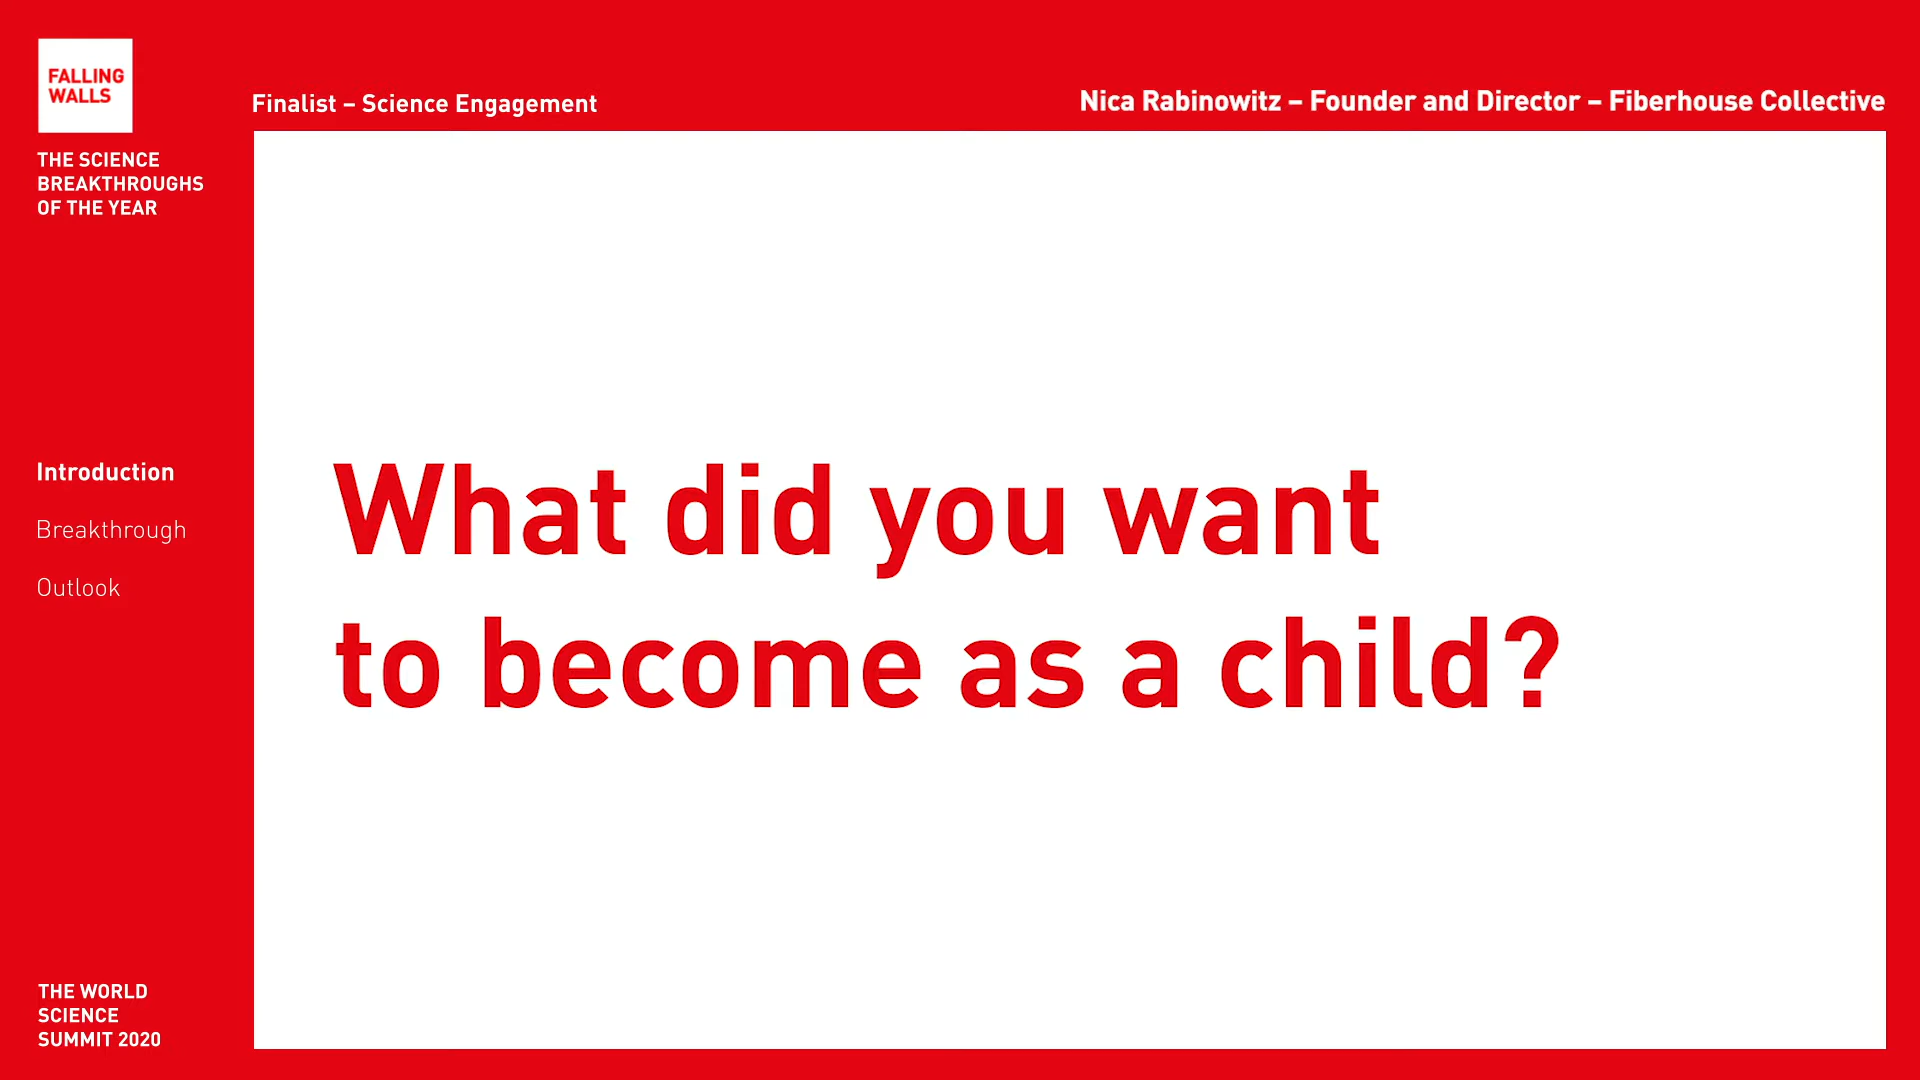 FALLING
WALLS
THE SCIENCE
BREAKTHROUGHS
OF THE YEAR
Finalist – Science Engagement
Nica Rabinowitz – Founder and Director – Fiberhouse Collective
Introduction
Breakthrough
Outlook
What did you want
to become as a child?
THE WORLD
SCIENCE
SUMMIT 2020